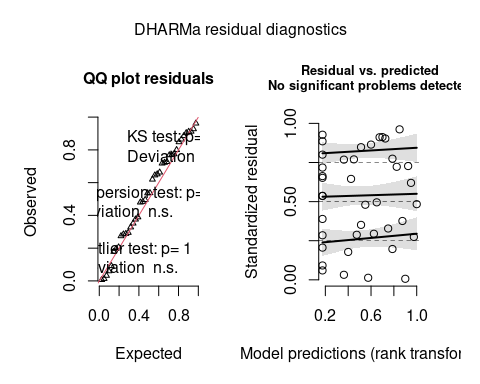 DHARMa residual diagnostics
QQ plot residuals
KS test: p=
Deviation
persion test: p=
viation n.s.
tlier test: p= 1
viation n.s.
Observed
0.0
0.4
0.8
0.0
0.4
0.8
Expected
Residual vs. predicted
No significant problems detecte
Standardized residual
0.00
0.50
1.00
0.2
0.6
1.0
Model predictions (rank transfor